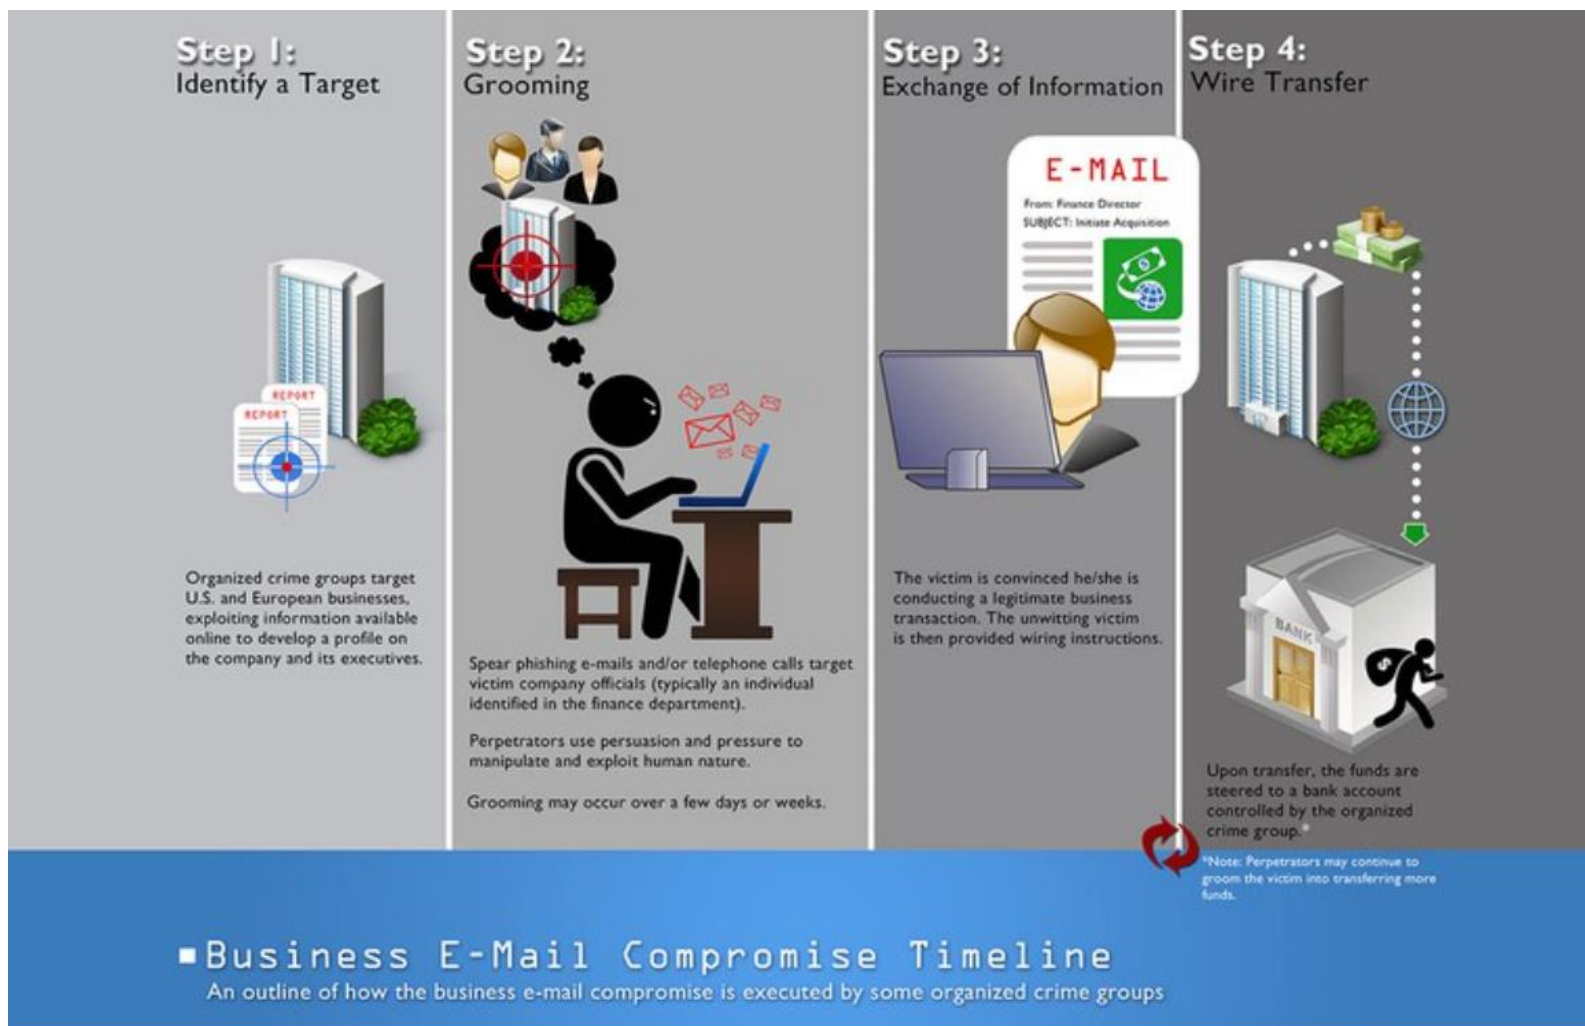 Step 1:
Identify a Target
REPORT
REPORT
Organized crime groups target
U.S. and European businesses,
exploiting information available
online to develop a profile on
the company and its executives.
Step 2:
Grooming
Spear phishing e-mails and/or telephone calls target
victim company officials (typically an individual
identified in the finance department).
Perpetrators use persuasion and pressure to
manipulate and exploit human nature.
Grooming may occur over a few days or weeks.
Step 3:
Exchange of Information
E-MAIL
From: Finance Director
SUBJECT: Initiate Acquisition
The victim is convinced he/she is
conducting a legitimate business
transaction. The unwitting victim
is then provided wiring instructions.
Step 4:
Wire Transfer
BANK
Upon transfer, the funds are
steered to a bank account
controlled by the organized
crime group.*
*Note: Perpetrators may continue to
groom the victim into transferring more
funds.
Business E-Mail Compromise Timeline
An outline of how the business e-mail compromise is executed by some organized crime groups